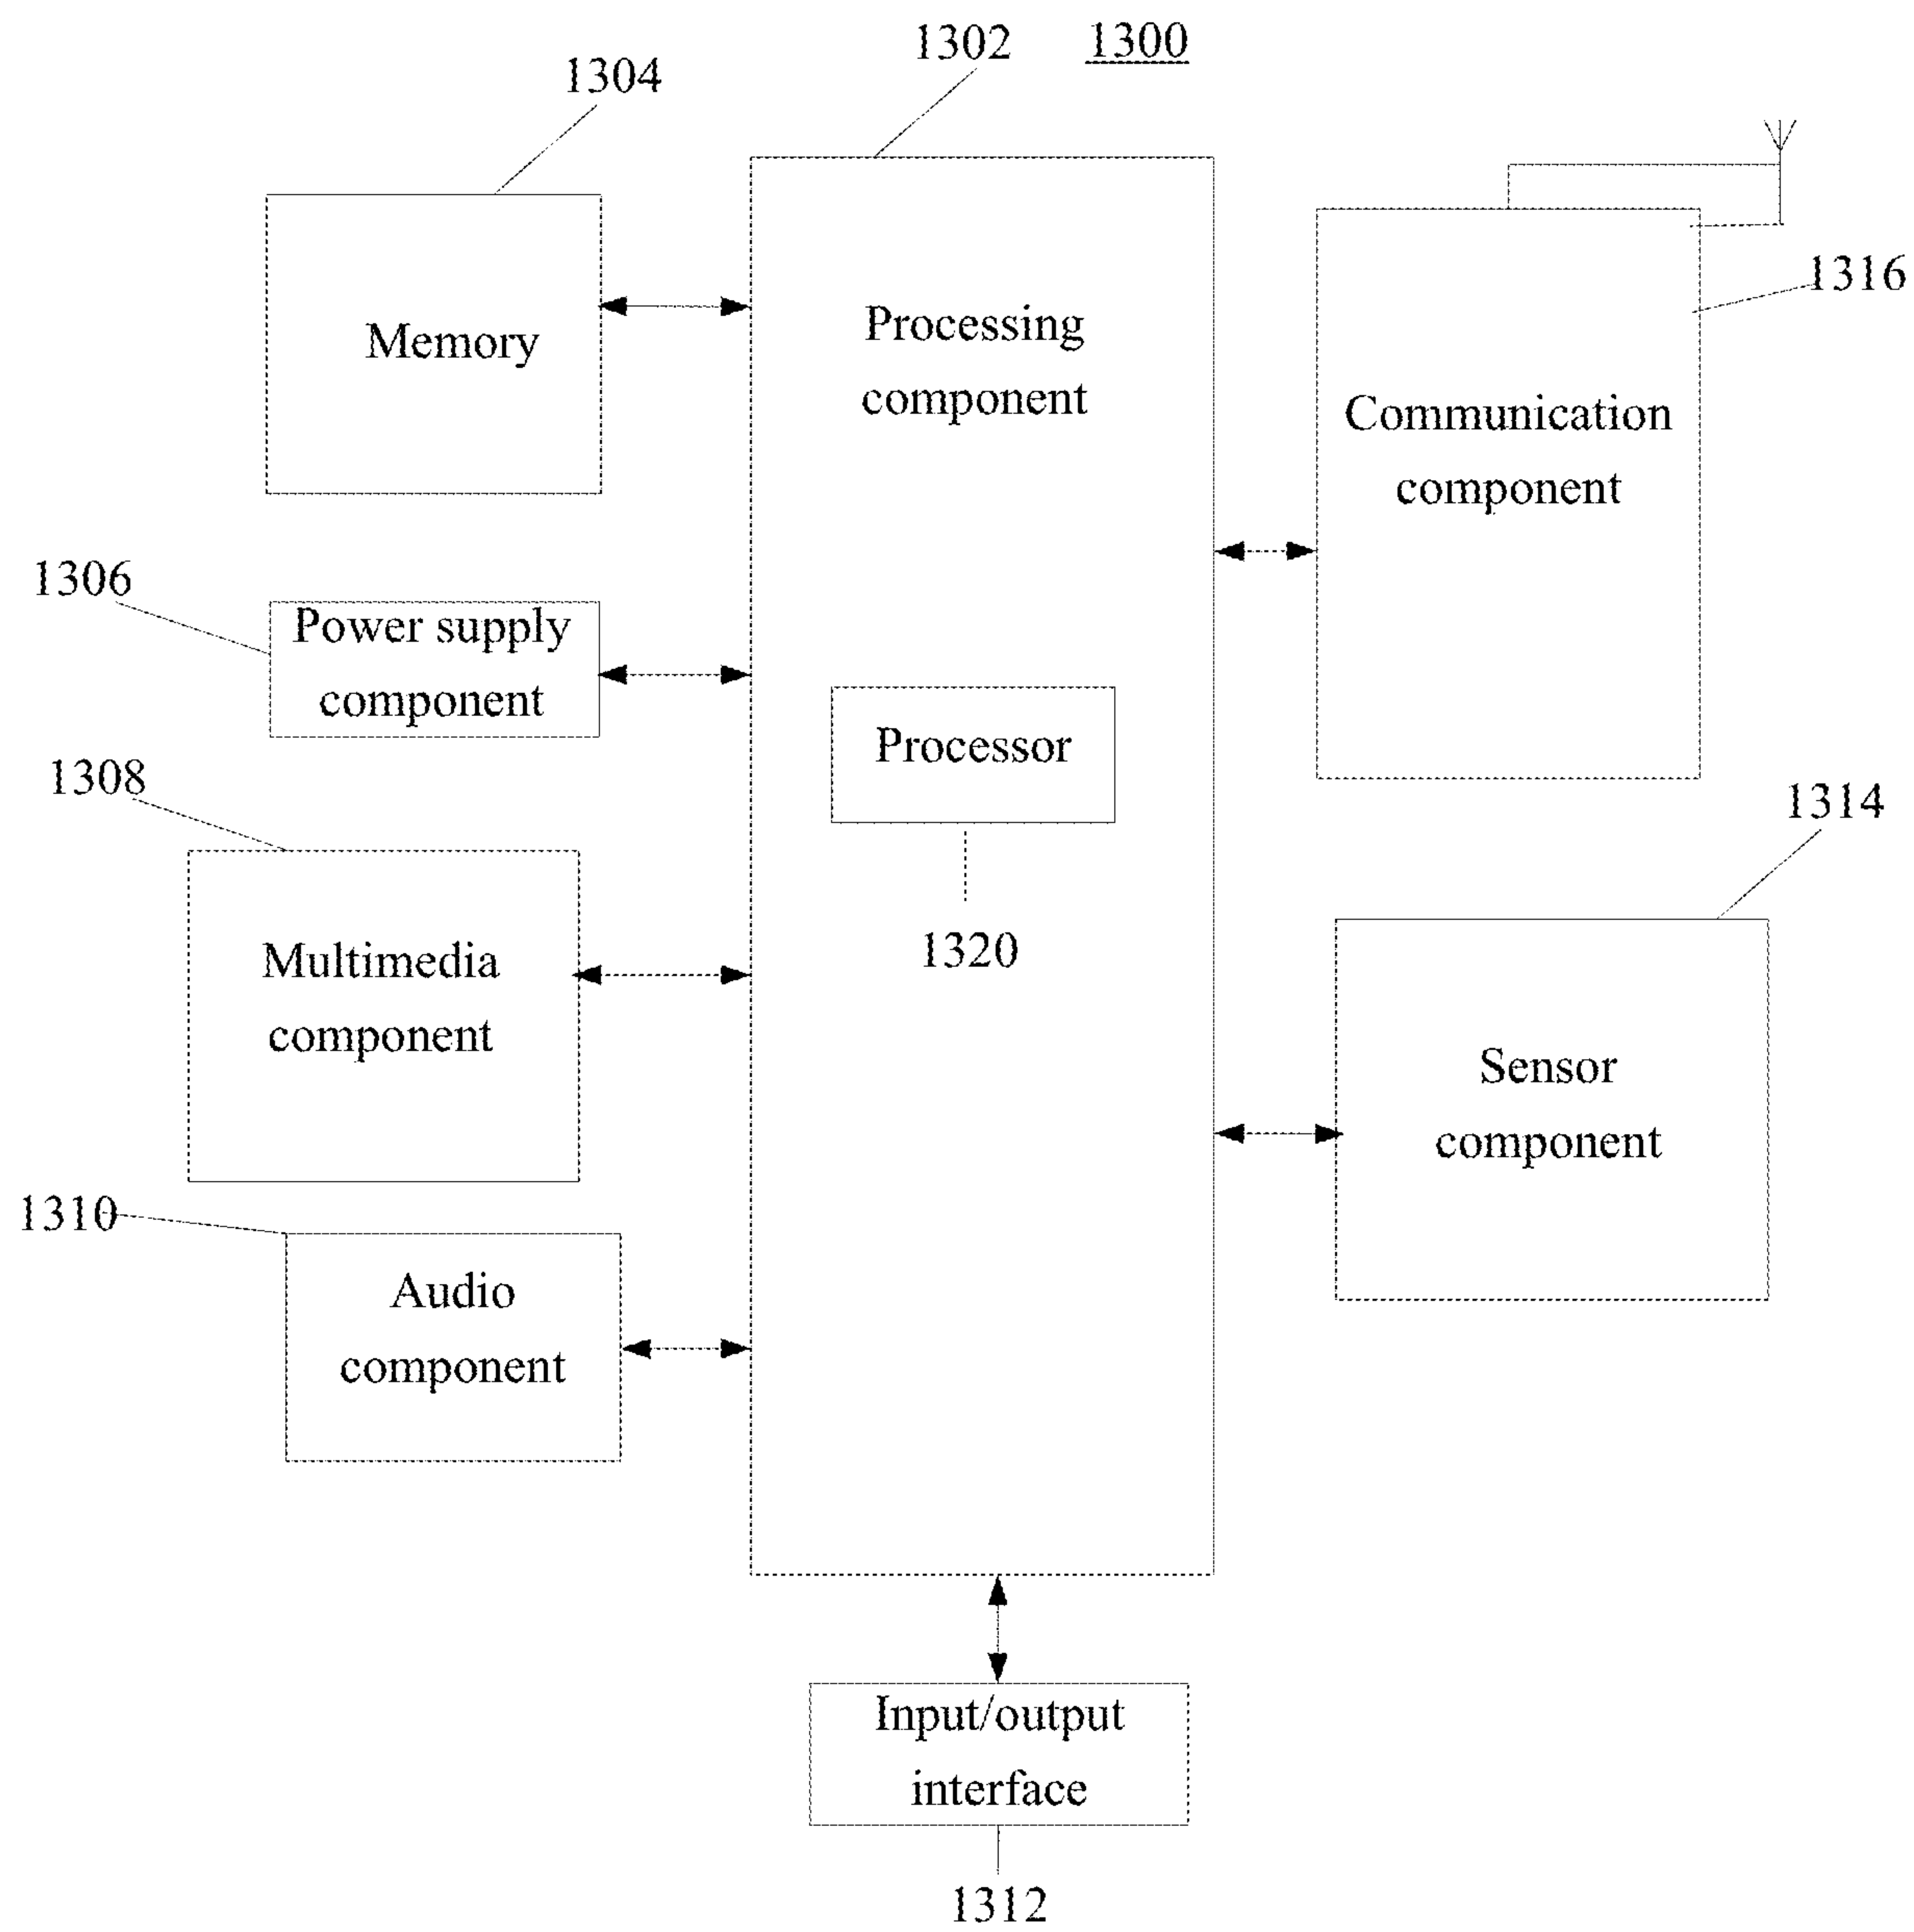 1302
1300
1304
1316
Memory
Processing
component
Communication
component
1306
Power supply
component
Processor
1308
1314
1320
Multimedia
component
Sensor
component
1310
Audio
component
Input/output
interface
1312